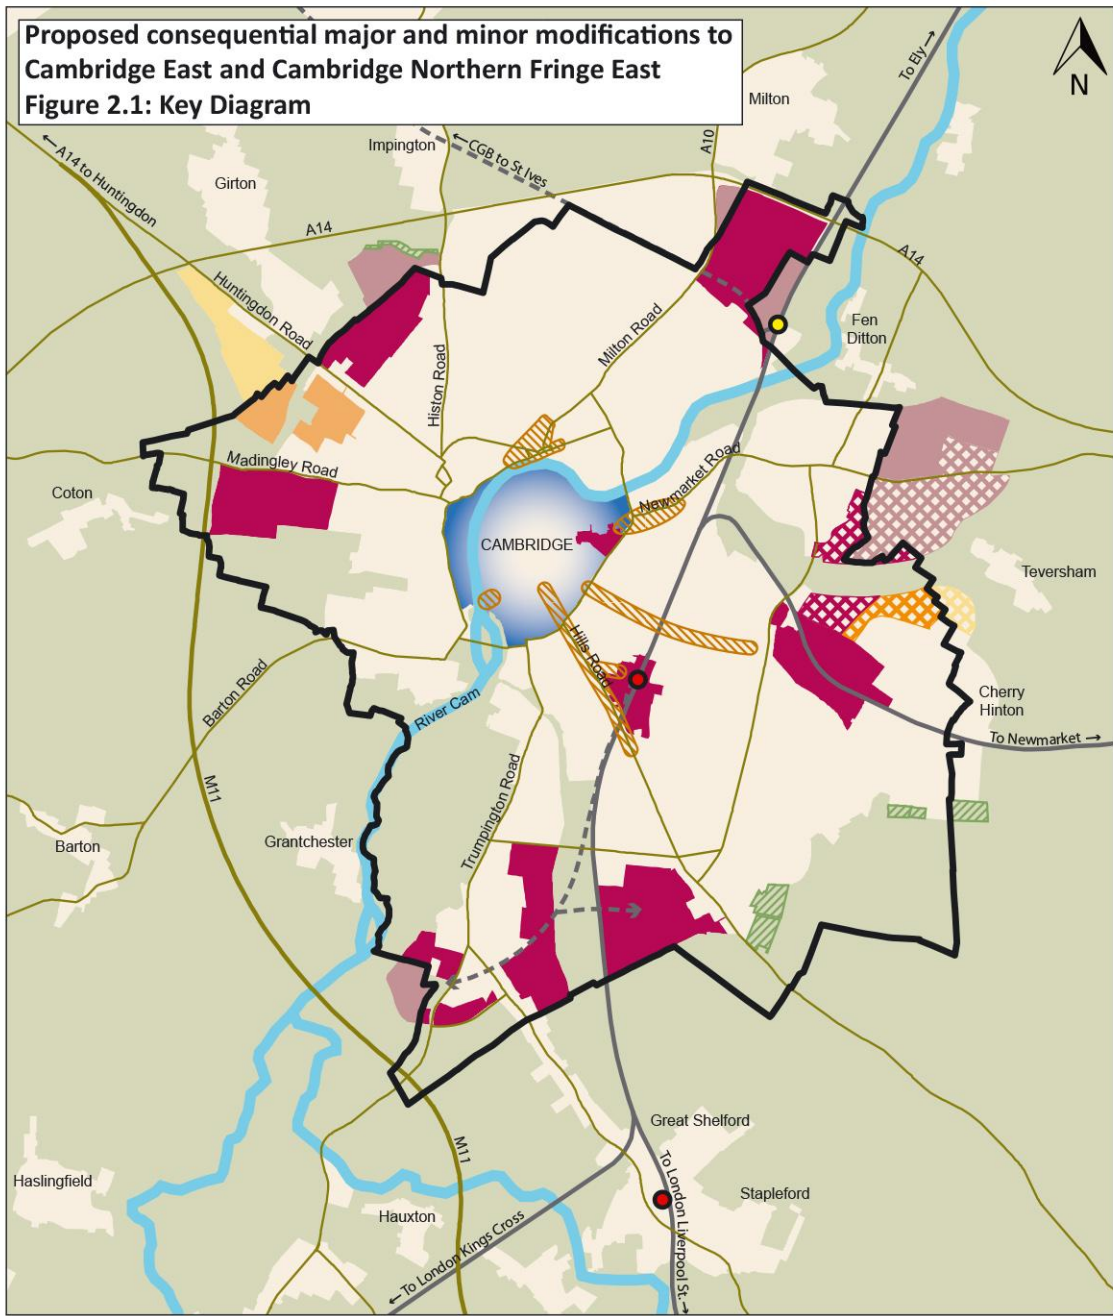 Proposed consequential major and minor modifications to
Cambridge East and Cambridge Northern Fringe East
Figure 2.1: Key Diagram
N
To Ely →
Milton
A10
← CGB to St Ives
Impington
← A14 to Huntingdon
Girton
A14
A14
Huntingdon Road
Histon Road
Milton Road
Fen
Ditton
Madingley Road
Newmarket Road
Coton
CAMBRIDGE
Teversham
Hills Road
Cherry
Hinton
Barton Road
River Cam
To Newmarket →
M11
Trumpington Road
Grantchester
Barton
Great Shelford
M11
Haslingfield
Stapleford
Hauxton
← To London Kings Cross
To London Liverpool St. →